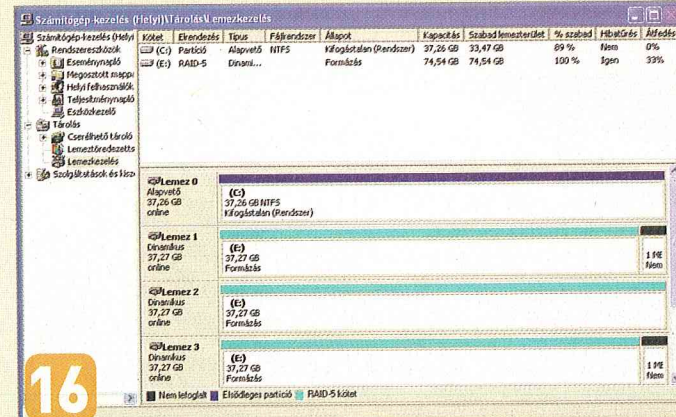 Számítógép-kezelés (Helyi)\Tárolás\Lemezkezelés
Számítógép-kezelés (Helyi
Rendszereszközök
Eseménynapló
Megosztott mappá
Helyi felhasználók
Teljesítménynapló
Eszközkezelő
Tárolás
Cserélhető tároló
Lemeztöredezetts
Lemezkezelés
Szolgáltatások és kisz
Kötet Elrendezés Típus Fájlrendszer Állapot Kapacitás Szabad lemezterület % szabad Hibatűrés Átfedés
(C:) Partíció Alapvető NTFS Kifogástalan (Rendszer) 37,26 GB 33,47 GB 89 % Nem 0%
(E:) RAID-5 Dinami... Formázás 74,54 GB 74,54 GB 100 % Igen 33%
Lemez 0
Alapvető
37,26 GB
online
(C:)
37,26 GB NTFS
Kifogástalan (Rendszer)
Lemez 1
Dinamikus
37,27 GB
online
(E:)
37,27 GB
Formázás
1 ME
Nem
Lemez 2
Dinamikus
37,27 GB
online
(E:)
37,27 GB
Formázás
Lemez 3
Dinamikus
37,27 GB
online
(E:)
37,27 GB
Formázás
1 ME
Nem
Nem lefoglalt Elsődleges partíció RAID-5 kötet
16